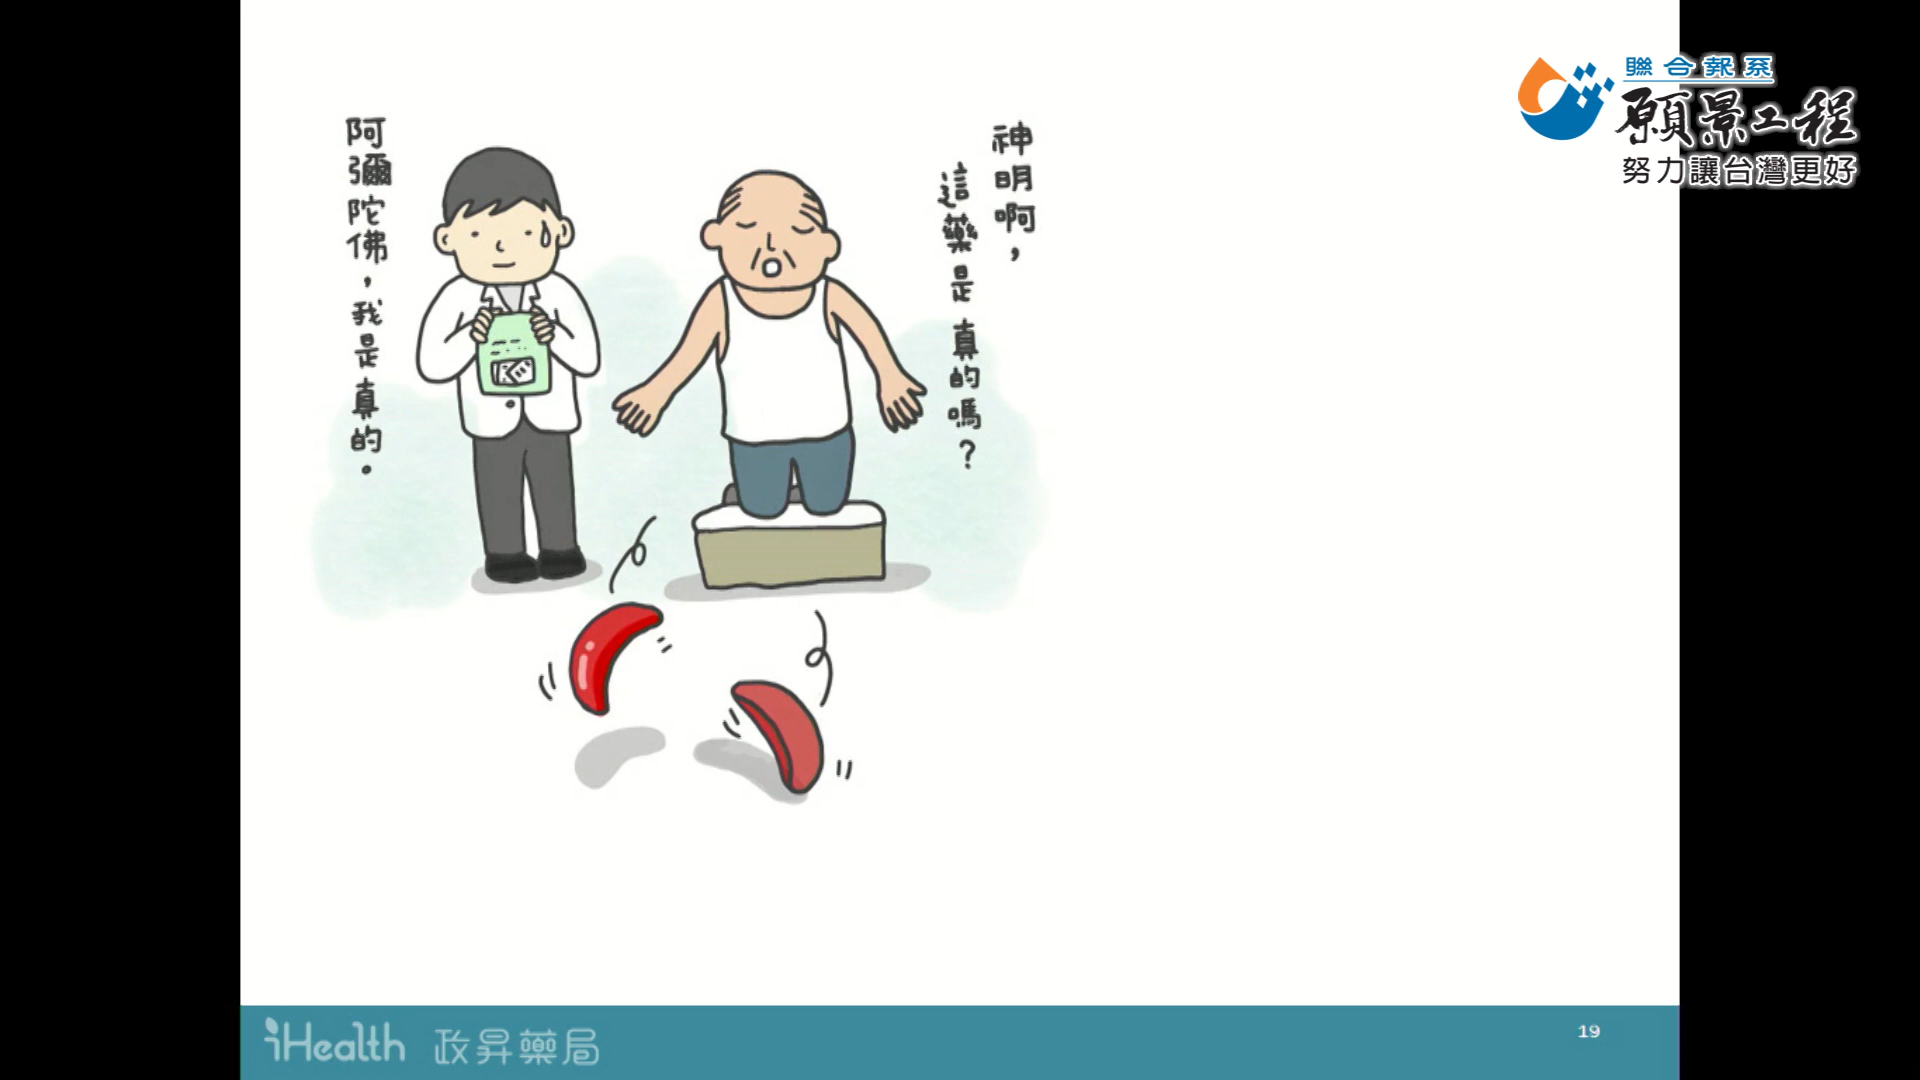 聯合報系
願景工程
努力讓台灣更好
神明啊，
這藥是真的嗎？
阿彌陀佛，我是真的。
iHealth 政昇藥局
19